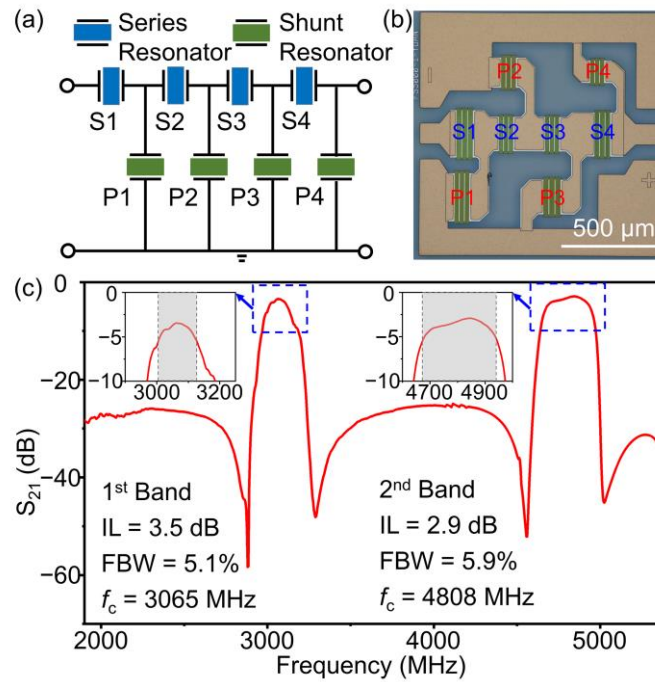 (a)
Series
Resonator
Shunt
Resonator
S1
S2
S3
S4
P1
P2
P3
P4
(b)
P2
P4
S1
S2
S3
S4
P1
P3
500 μm
(c)
0
−20
−40
−60
S21 (dB)
0
−5
−10
3000
3200
0
−5
−10
4700
4900
1st Band
IL = 3.5 dB
FBW = 5.1%
fc = 3065 MHz
2nd Band
IL = 2.9 dB
FBW = 5.9%
fc = 4808 MHz
2000
3000
4000
5000
Frequency (MHz)